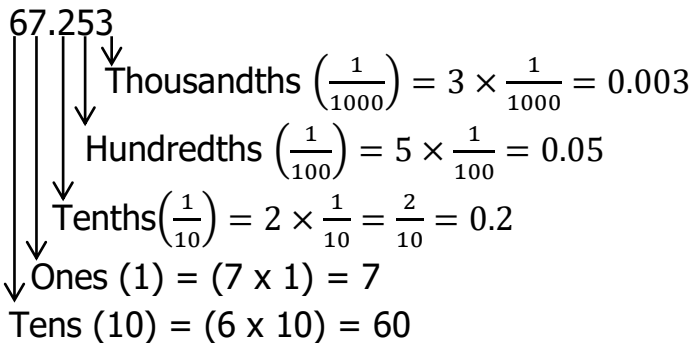 67.253
Thousandths (1/1000) = 3 × 1/1000 = 0.003
Hundredths (1/100) = 5 × 1/100 = 0.05
Tenths(1/10) = 2 × 1/10 = 2/10 = 0.2
Ones (1) = (7 x 1) = 7
Tens (10) = (6 x 10) = 60